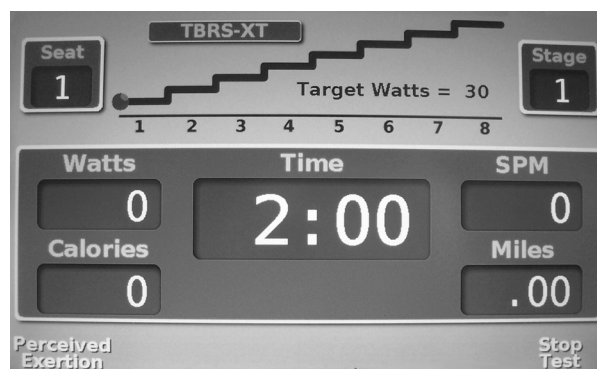 TBRS-XT
Seat
1
Stage
1
Target Watts = 30
1 2 3 4 5 6 7 8
Watts
0
Time
2:00
SPM
0
Calories
0
Miles
.00
Perceived
Exertion
Stop
Test